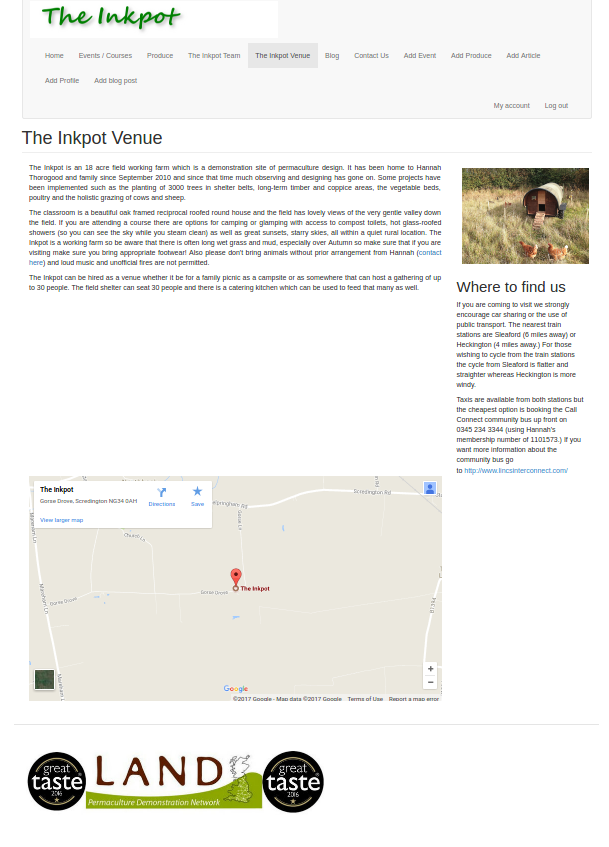 The Inkpot
Home Events / Courses Produce The Inkpot Team The Inkpot Venue Blog Contact Us Add Event Add Produce Add Article
Add Profile Add blog post
My account Log out
The Inkpot Venue
The Inkpot is an 18 acre field working farm which is a demonstration site of permaculture design. It has been home to Hannah
Thorogood and family since September 2010 and since that time much observing and designing has gone on. Some projects have
been implemented such as the planting of 3000 trees in shelter belts, long-term timber and coppice areas, the vegetable beds,
poultry and the holistic grazing of cows and sheep.
The classroom is a beautiful oak framed reciprocal roofed round house and the field has lovely views of the very gentle valley down
the field. If you are attending a course there are options for camping or glamping with access to compost toilets, hot glass-roofed
showers (so you can see the sky while you steam clean) as well as great sunsets, starry skies, all within a quiet rural location. The
Inkpot is a working farm so be aware that there is often long wet grass and mud, especially over Autumn so make sure that if you are
visiting make sure you bring appropriate footwear! Also please don't bring animals without prior arrangement from Hannah (contact
here) and loud music and unofficial fires are not permitted.
The Inkpot can be hired as a venue whether it be for a family picnic as a campsite or as somewhere that can host a gathering of up
to 30 people. The field shelter can seat 30 people and there is a catering kitchen which can be used to feed that many as well.
Where to find us
If you are coming to visit we strongly
encourage car sharing or the use of
public transport. The nearest train
stations are Sleaford (6 miles away) or
Heckington (4 miles away.) For those
wishing to cycle from the train stations
the cycle from Sleaford is flatter and
straighter whereas Heckington is more
windy.
Taxis are available from both stations but
the cheapest option is booking the Call
Connect community bus up front on
0345 234 3344 (using Hannah's
membership number of 1101573.) If you
want more information about the
community bus go
to http://www.lincsinterconnect.com/
The Inkpot
Gorse Drove, Scredington NG34 0AH
Directions
Save
View larger map
Scredington Rd
Mareham Ln
Gorse Drove
Gorse Drove
The Inkpot
Mareham Ln
B1394
Mareham L
+
−
Google
©2017 Google - Map data ©2017 Google Terms of Use Report a map error
great
taste
2016
LAND
Permaculture Demonstration Network
great
taste
2016